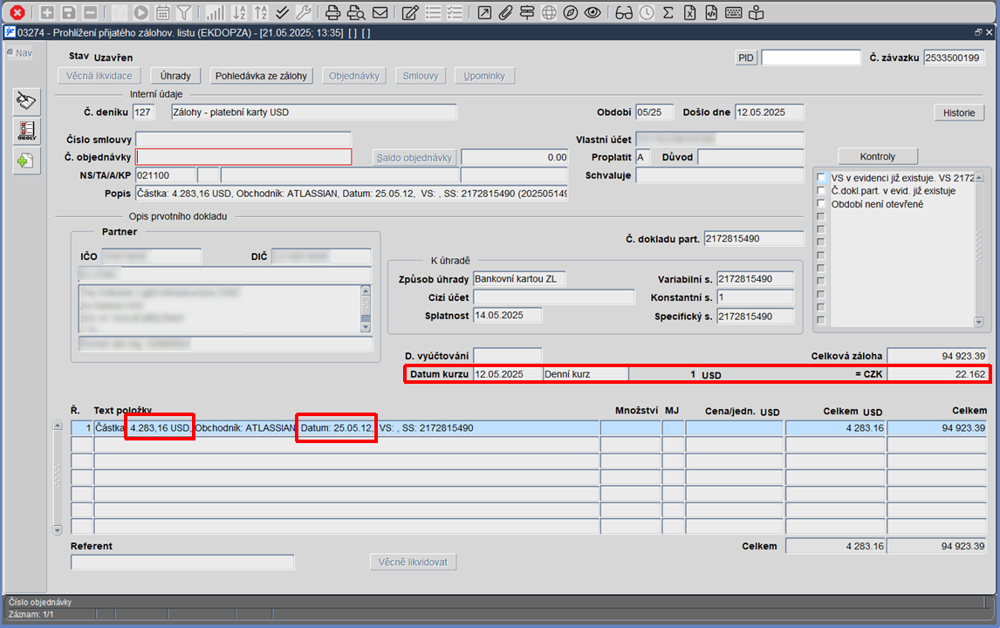 03274 - Prohlížení přijatého zálohov. listu (EKDOPZA) - [21.05.2025; 13:35] [ ] [ ]
Nav
Stav Uzavřen
PID
Č. závazku 2533500199
Věcná likvidace Úhrady Pohledávka ze zálohy Objednávky Smlouvy Upomínky
Interní údaje
Č. deníku 127 Zálohy - platební karty USD
Období 05/25 Došlo dne 12.05.2025
Historie
Číslo smlouvy
Vlastní účet
Č. objednávky
Saldo objednávky 0.00
Proplatit A Důvod
Kontroly
NS/TA/A/KP 021100
Schvaluje
VS v evidenci již existuje. VS 2172
Č.dokl.part. v evid. již existuje
Období není otevřené
Popis Částka: 4.283,16 USD, Obchodník: ATLASSIAN, Datum: 25.05.12, VS: , SS: 2172815490 (202505149
Opis prvotního dokladu
Partner
Č. dokladu part. 2172815490
IČO
DIČ
K úhradě
Způsob úhrady Bankovní kartou ZL
Variabilní s. 2172815490
Cizí účet
Konstantní s. 1
Splatnost 14.05.2025
Specifický s. 2172815490
D. vyúčtování
Celková záloha 94 923.39
Datum kurzu 12.05.2025 Denní kurz 1 USD = CZK 22.162
Ř. Text položky Množství MJ Cena/jedn. USD Celkem USD Celkem
1 Částka 4.283,16 USD, Obchodník: ATLASSIAN Datum: 25.05.12, VS: , SS: 2172815490 4 283.16 94 923.39
Referent
Celkem 4 283.16 94 923.39
Věcně likvidovat
Číslo objednávky
Záznam: 1/1